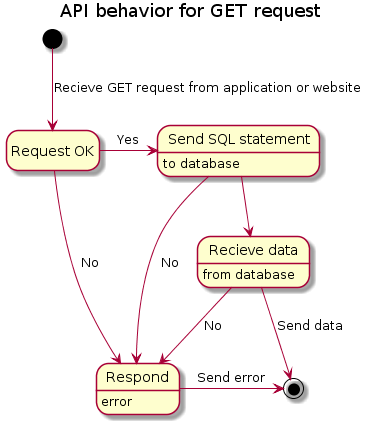 API behavior for GET request
Recieve GET request from application or website
Request OK
Yes
Send SQL statement
to database
No
No
Recieve data
from database
No
Send data
Respond
error
Send error